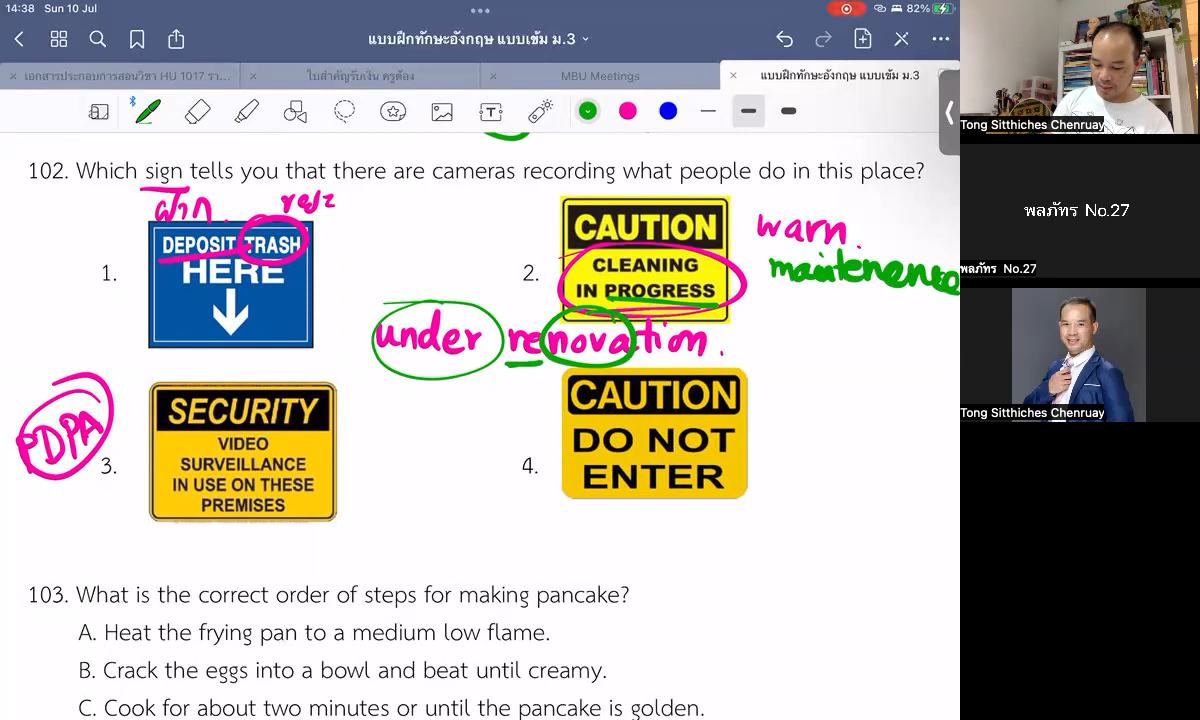 14:38 Sun 10 Jul
82%
แบบฝึกทักษะอังกฤษ แบบเข้ม ม.3
เอกสารประกอบการสอนวิชา HU 1017 รา...
ใบสำคัญรับเงิน ครูต้อง
MBU Meetings
แบบฝึกทักษะอังกฤษ แบบเข้ม ม.3
102. Which sign tells you that there are cameras recording what people do in this place?
ฝาก
ขยะ
1.
DEPOSIT TRASH
HERE
2.
CAUTION
CLEANING
IN PROGRESS
warn.
maintenence
under renovation.
PDPA
3.
SECURITY
VIDEO
SURVEILLANCE
IN USE ON THESE
PREMISES
4.
CAUTION
DO NOT
ENTER
103. What is the correct order of steps for making pancake?
A. Heat the frying pan to a medium low flame.
B. Crack the eggs into a bowl and beat until creamy.
C. Cook for about two minutes or until the pancake is golden.
Tong Sitthiches Chenruay
พลภัทร No.27
พลภัทร No.27
Tong Sitthiches Chenruay